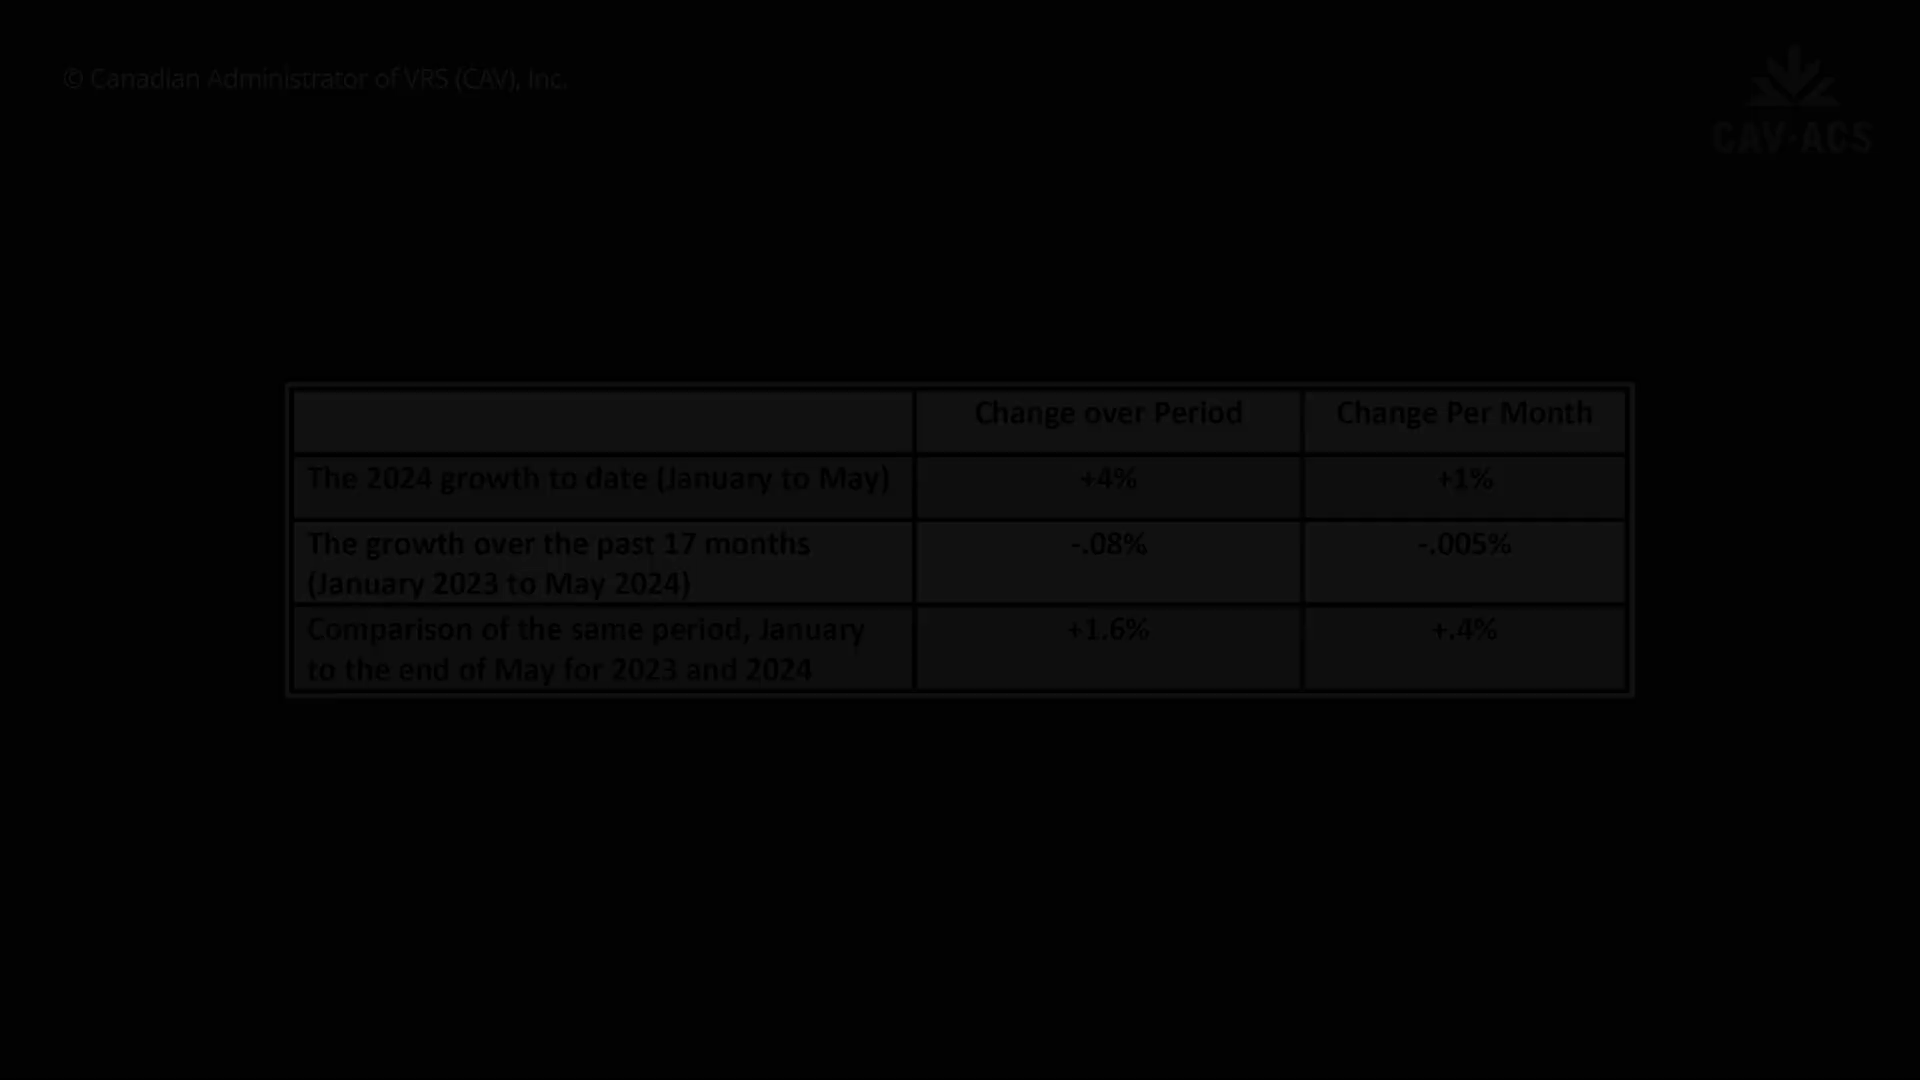 © Canadian Administrator of VRS (CAV), Inc.
CAV·ACS
Change over Period
Change Per Month
The 2024 growth to date (January to May)
+4%
+1%
The growth over the past 17 months
(January 2023 to May 2024)
-.08%
-.005%
Comparison of the same period, January
to the end of May for 2023 and 2024
+1.6%
+.4%